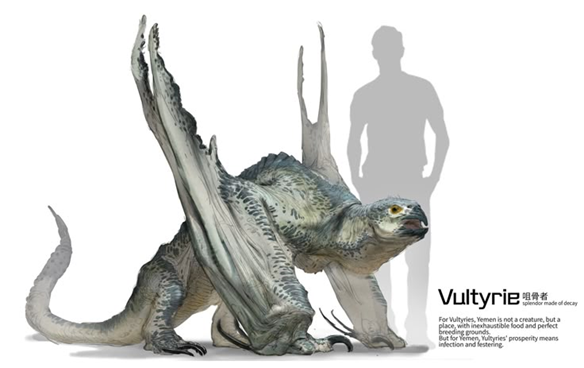 Vultyrie 咀骨者
splendor made of decay
For Vultyries, Yemen is not a creature, but a
place, with inexhaustible food and perfect
breeding grounds.
But for Yemen, Vultyries' prosperity means
infection and festering.